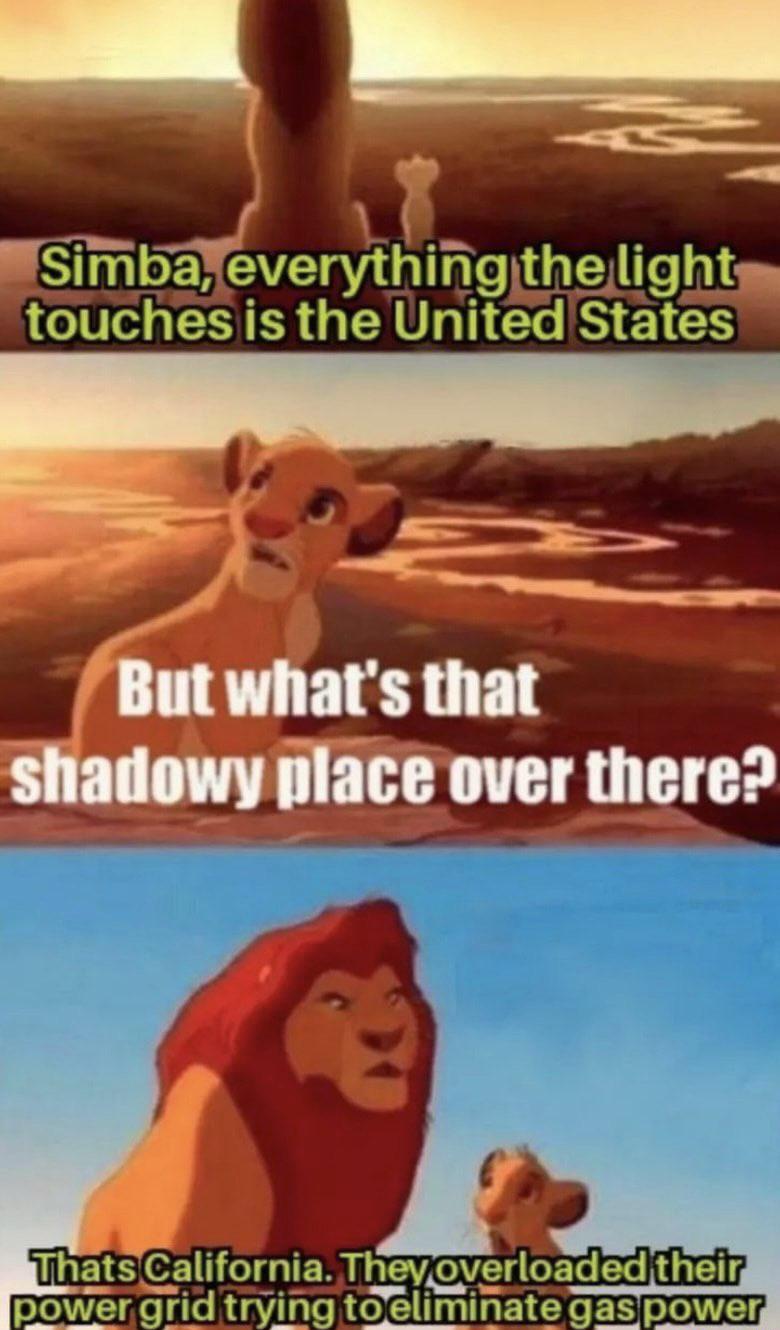 Simba, everything the light
touches is the United States
But what's that
shadowy place over there?
Thats California. They overloaded their
power grid trying to eliminate gas power